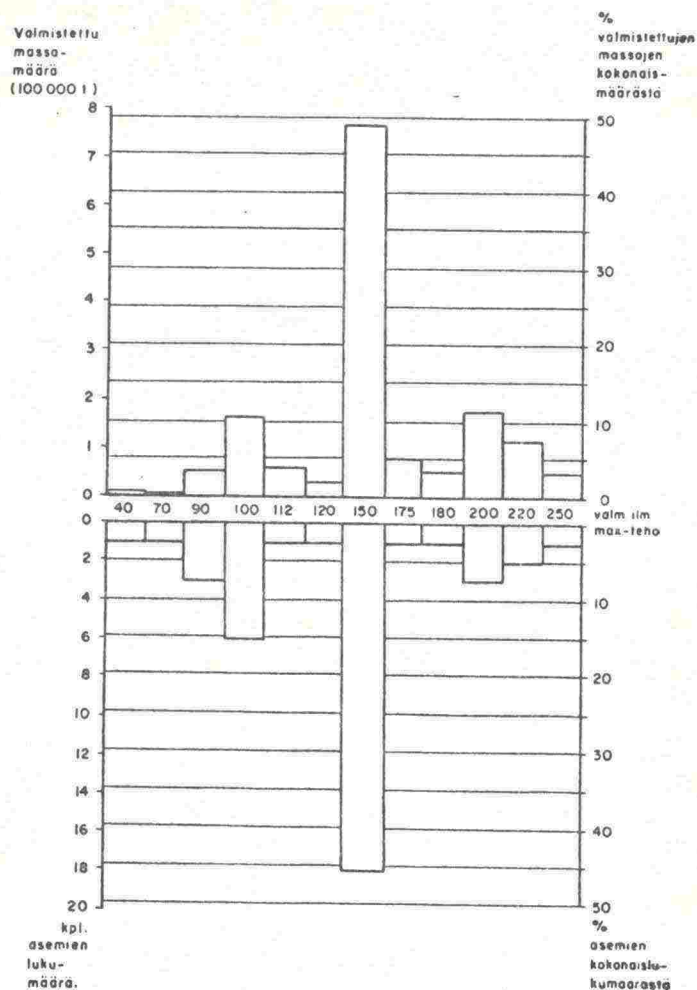 Valmistettu
massa-
määrä
(100 000 t)
%
valmistettujen
massojen
kokonais-
määrästä
8
7
6
5
4
3
2
1
0
50
40
30
20
10
0
40 70 90 100 112 120 150 175 180 200 220 250
valm ilm
max-teho
0
2
4
6
8
10
12
14
16
18
20
10
20
30
40
50
kpl.
asemien
luku-
määrä.
%
asemien
kokonaislu-
kumäärästä